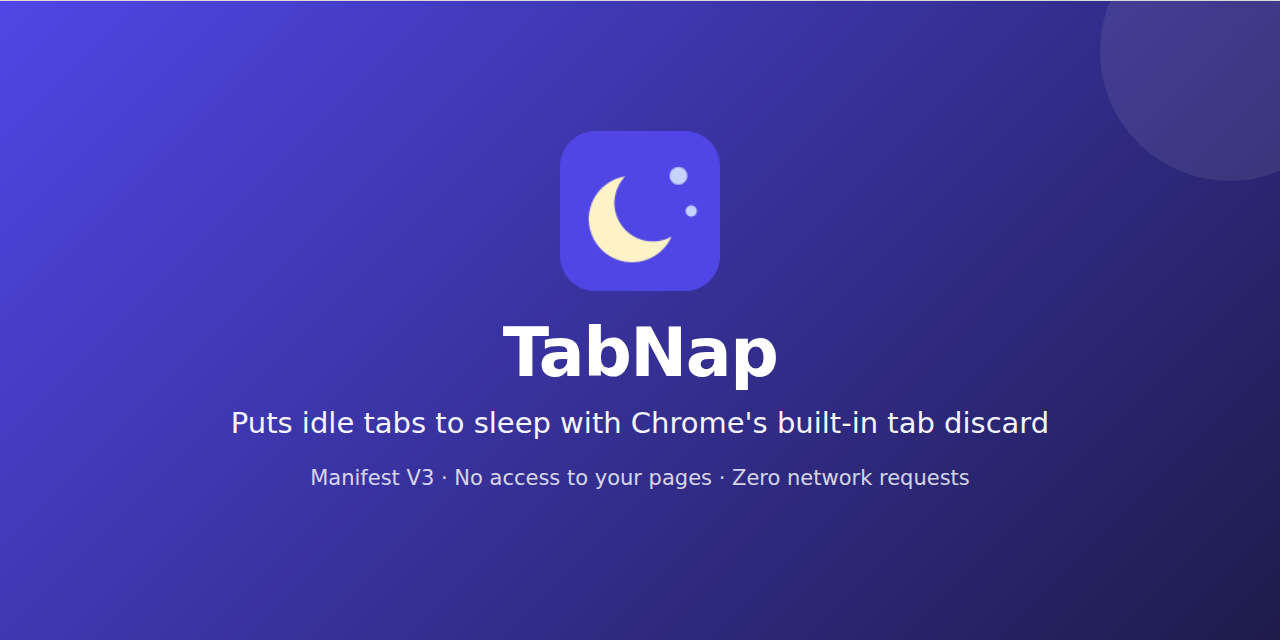 TabNap
Puts idle tabs to sleep with Chrome's built-in tab discard
Manifest V3 · No access to your pages · Zero network requests